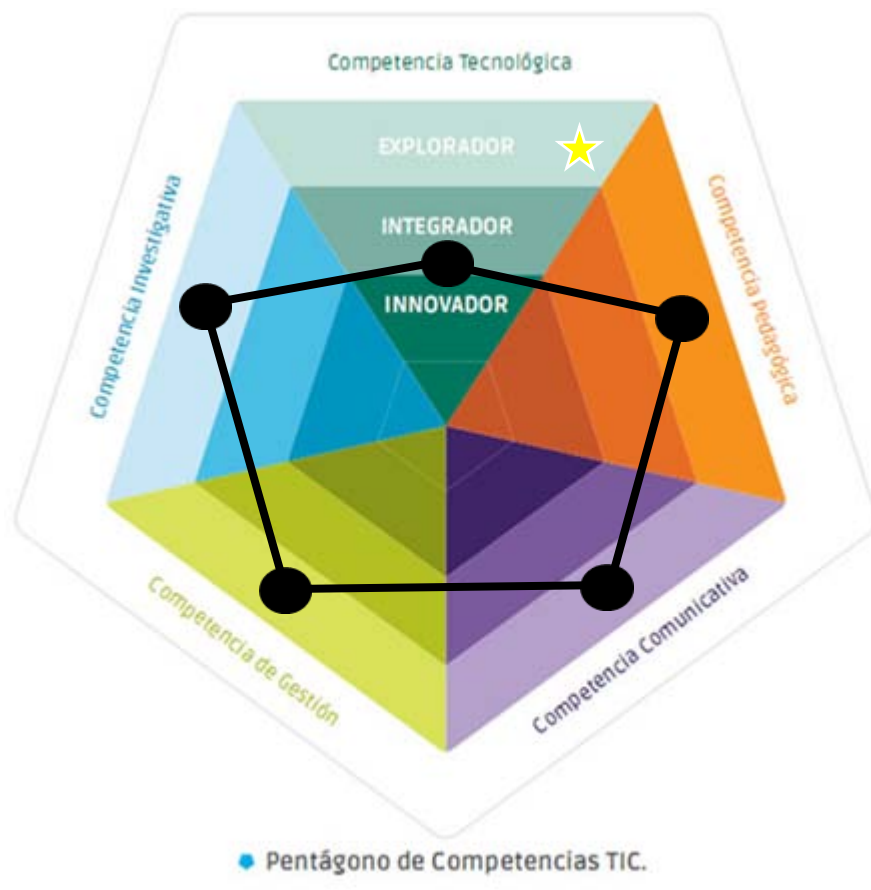 Competencia Tecnológica
EXPLORADOR
INTEGRADOR
INNOVADOR
Competencia Investigativa
Competencia Pedagógica
Competencia de Gestión
Competencia Comunicativa
Pentágono de Competencias TIC.